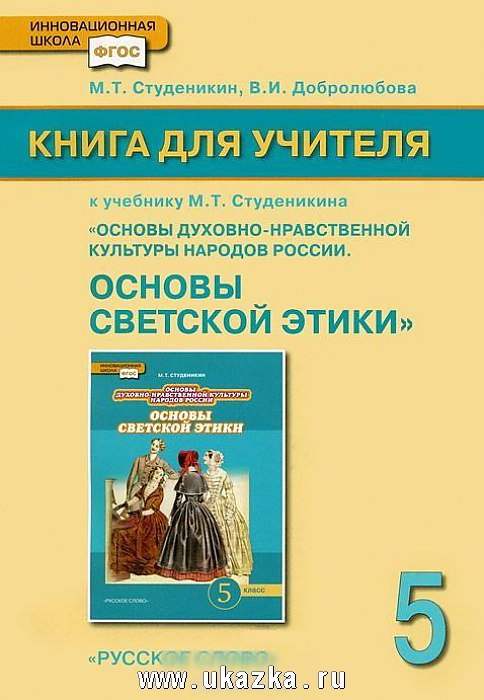 ИННОВАЦИОННАЯ
ШКОЛА
ФГОС
М.Т. Студеникин, В.И. Добролюбова
КНИГА ДЛЯ УЧИТЕЛЯ
к учебнику М.Т. Студеникина
«ОСНОВЫ ДУХОВНО-НРАВСТВЕННОЙ
КУЛЬТУРЫ НАРОДОВ РОССИИ.
ОСНОВЫ
СВЕТСКОЙ ЭТИКИ»
ИННОВАЦИОННАЯ
ШКОЛА ФГОС
М.Т. СТУДЕНИКИН
ОСНОВЫ
ДУХОВНО-НРАВСТВЕННОЙ КУЛЬТУРЫ
НАРОДОВ РОССИИ
ОСНОВЫ
СВЕТСКОЙ ЭТИКИ
5 КЛАСС
«РУССКОЕ СЛОВО»
5
«РУССКОЕ СЛОВО»
www.ukazka.ru